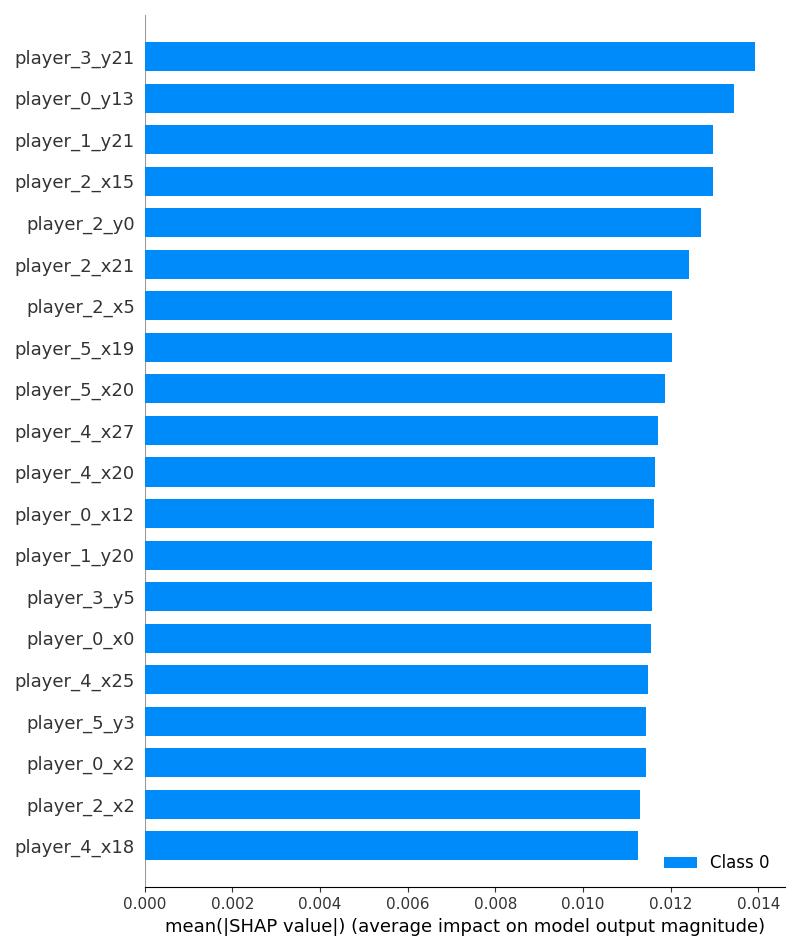 player_3_y21
player_0_y13
player_1_y21
player_2_x15
player_2_y0
player_2_x21
player_2_x5
player_5_x19
player_5_x20
player_4_x27
player_4_x20
player_0_x12
player_1_y20
player_3_y5
player_0_x0
player_4_x25
player_5_y3
player_0_x2
player_2_x2
player_4_x18
Class 0
0.000 0.002 0.004 0.006 0.008 0.010 0.012 0.014
mean(|SHAP value|) (average impact on model output magnitude)